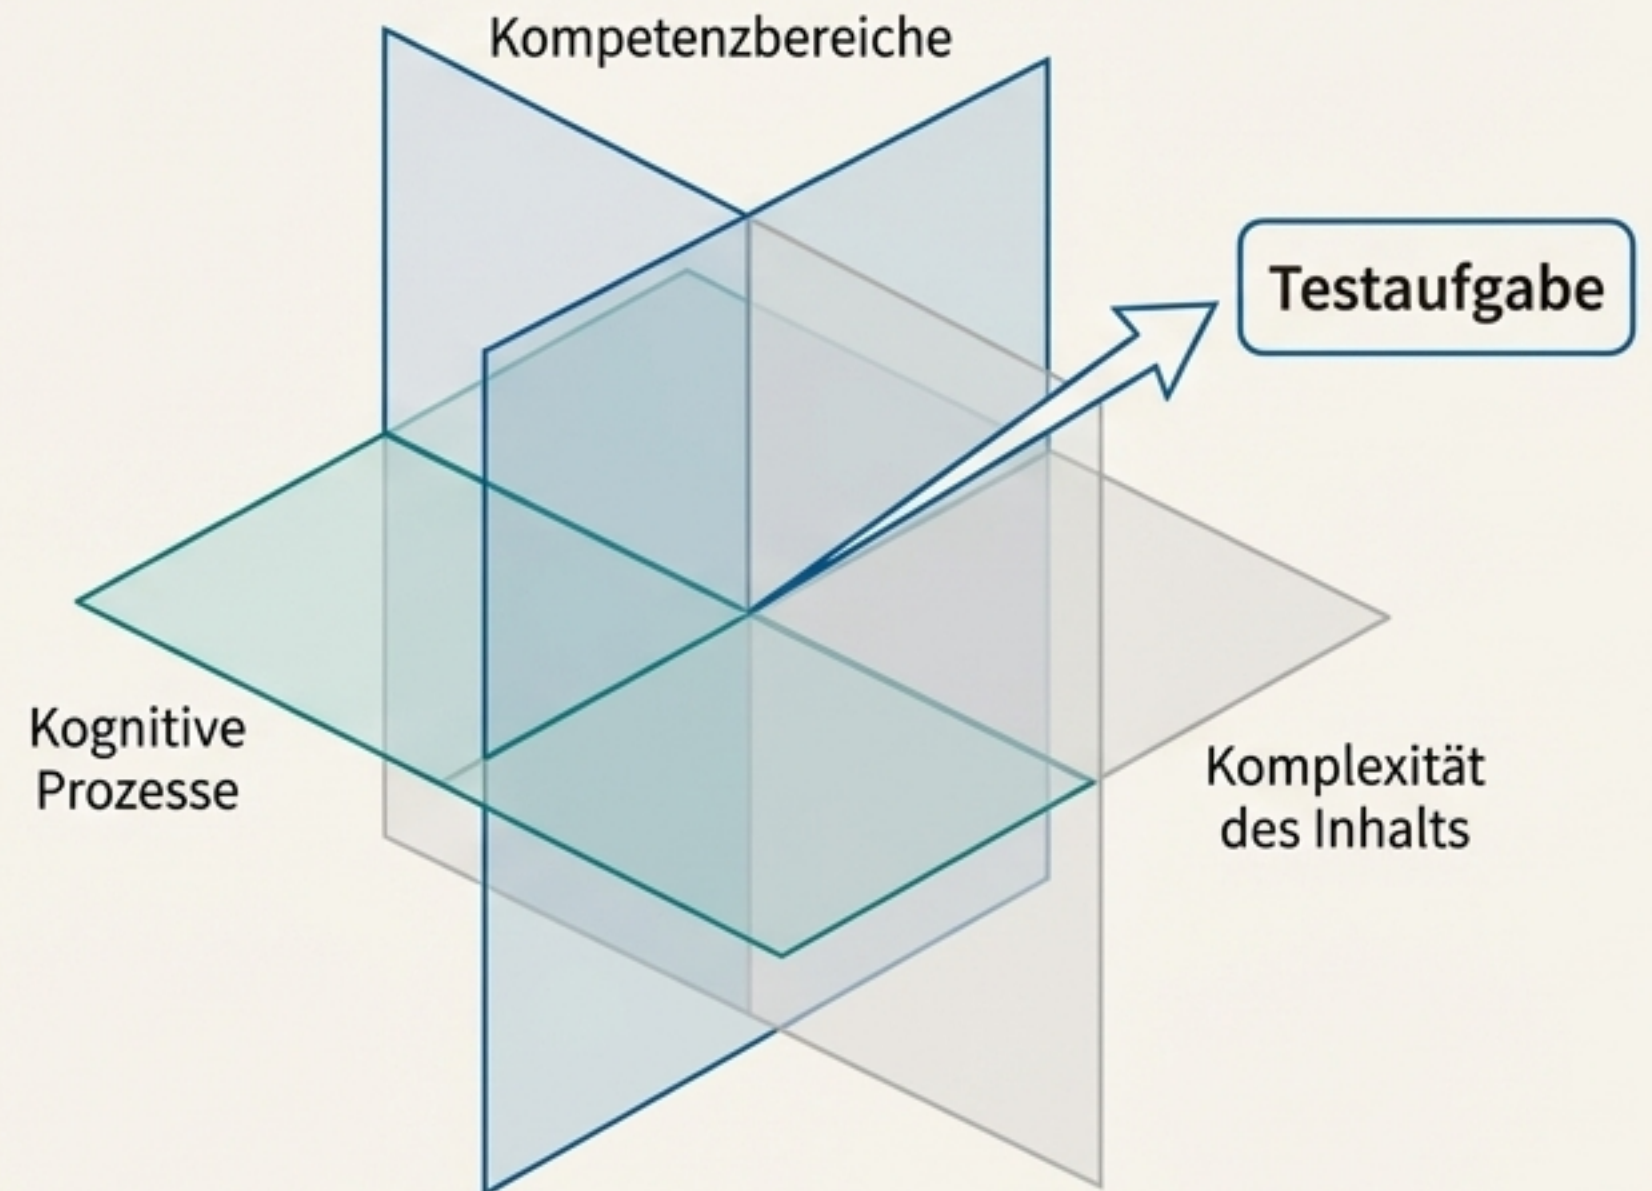 Kompetenzbereiche
Testaufgabe
Kognitive
Prozesse
Komplexität
des Inhalts